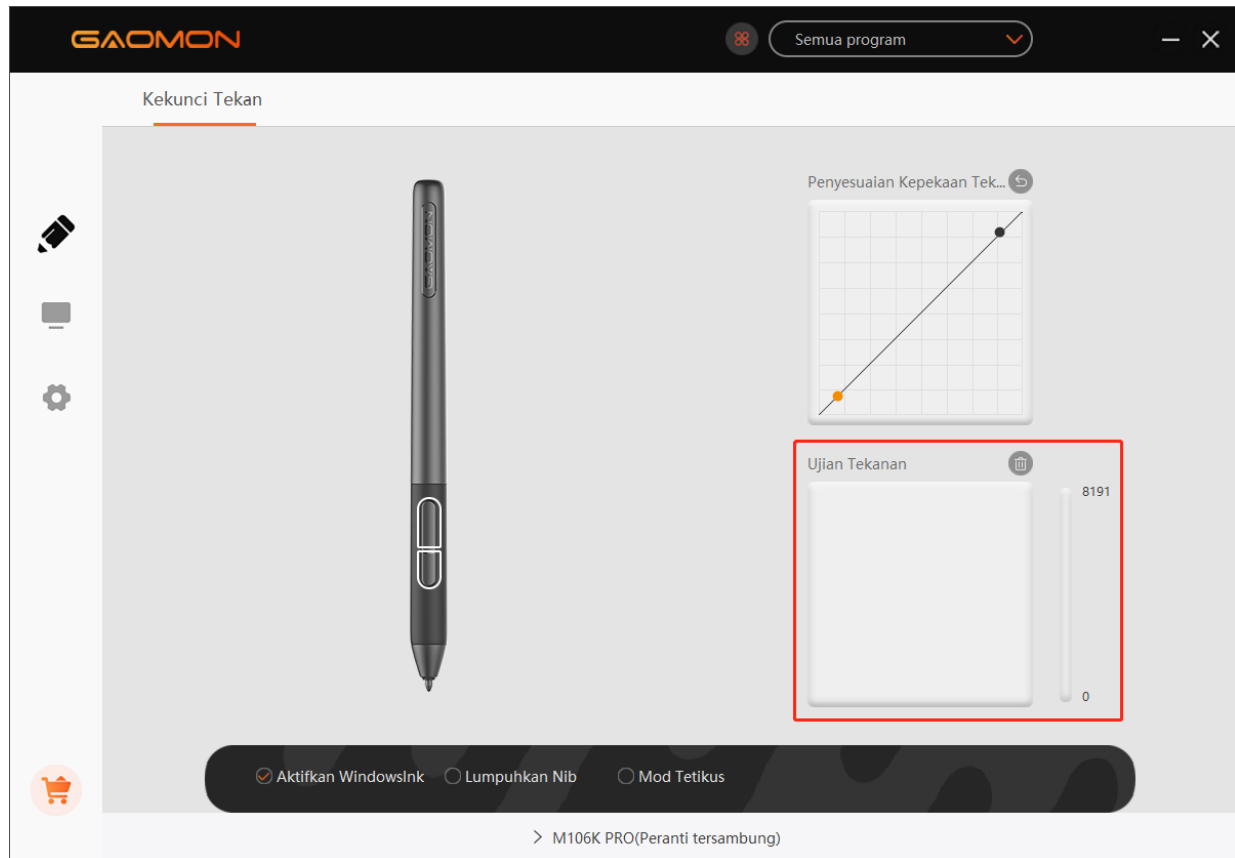 GAOMON
Semua program
Kekunci Tekan
GAOMON
Penyesuaian Kepekaan Tek...
Ujian Tekanan
8191
0
Aktifkan WindowsInk
Lumpuhkan Nib
Mod Tetikus
M106K PRO(Peranti tersambung)